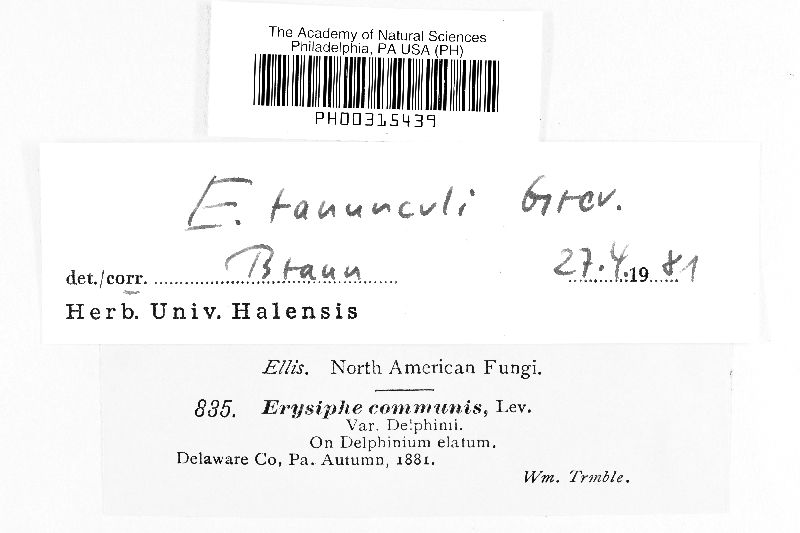 The Academy of Natural Sciences
Philadelphia, PA USA (PH)
PH00315439
E. ranunculi Grev.
det./corr. Braun 27.4.1981
Herb. Univ. Halensis
Ellis. North American Fungi.
835. Erysiphe communis, Lev.
Var. Delphinii.
On Delphinium elatum.
Delaware Co, Pa. Autumn, 1881.
Wm. Trmble.